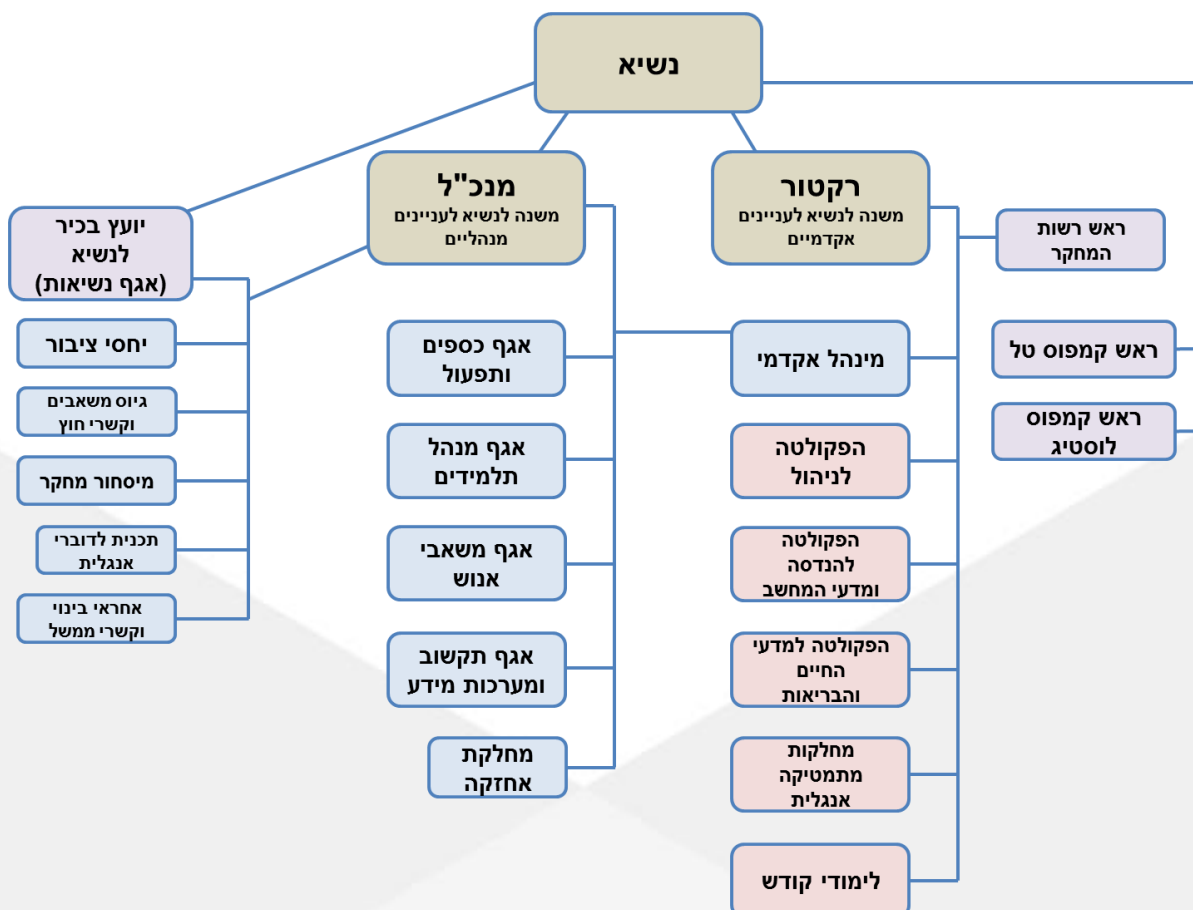 נשיא
רקטור
משנה לנשיא לעניינים
אקדמיים
מנכ"ל
משנה לנשיא לעניינים
מנהליים
יועץ בכיר
לנשיא
(אגף נשיאות)
ראש רשות
המחקר
ראש קמפוס טל
ראש קמפוס
לוסטיג
מינהל אקדמי
הפקולטה
לניהול
הפקולטה
להנדסה
ומדעי המחשב
הפקולטה למדעי
החיים
והבריאות
מחלקות
מתמטיקה
אנגלית
לימודי קודש
אגף כספים
ותפעול
אגף מנהל
תלמידים
אגף משאבי
אנוש
אגף תקשוב
ומערכות מידע
מחלקת
אחזקה
יחסי ציבור
גיוס משאבים
וקשרי חוץ
מיסחור מחקר
תכנית לדוברי
אנגלית
אחראי בינוי
וקשרי ממשל